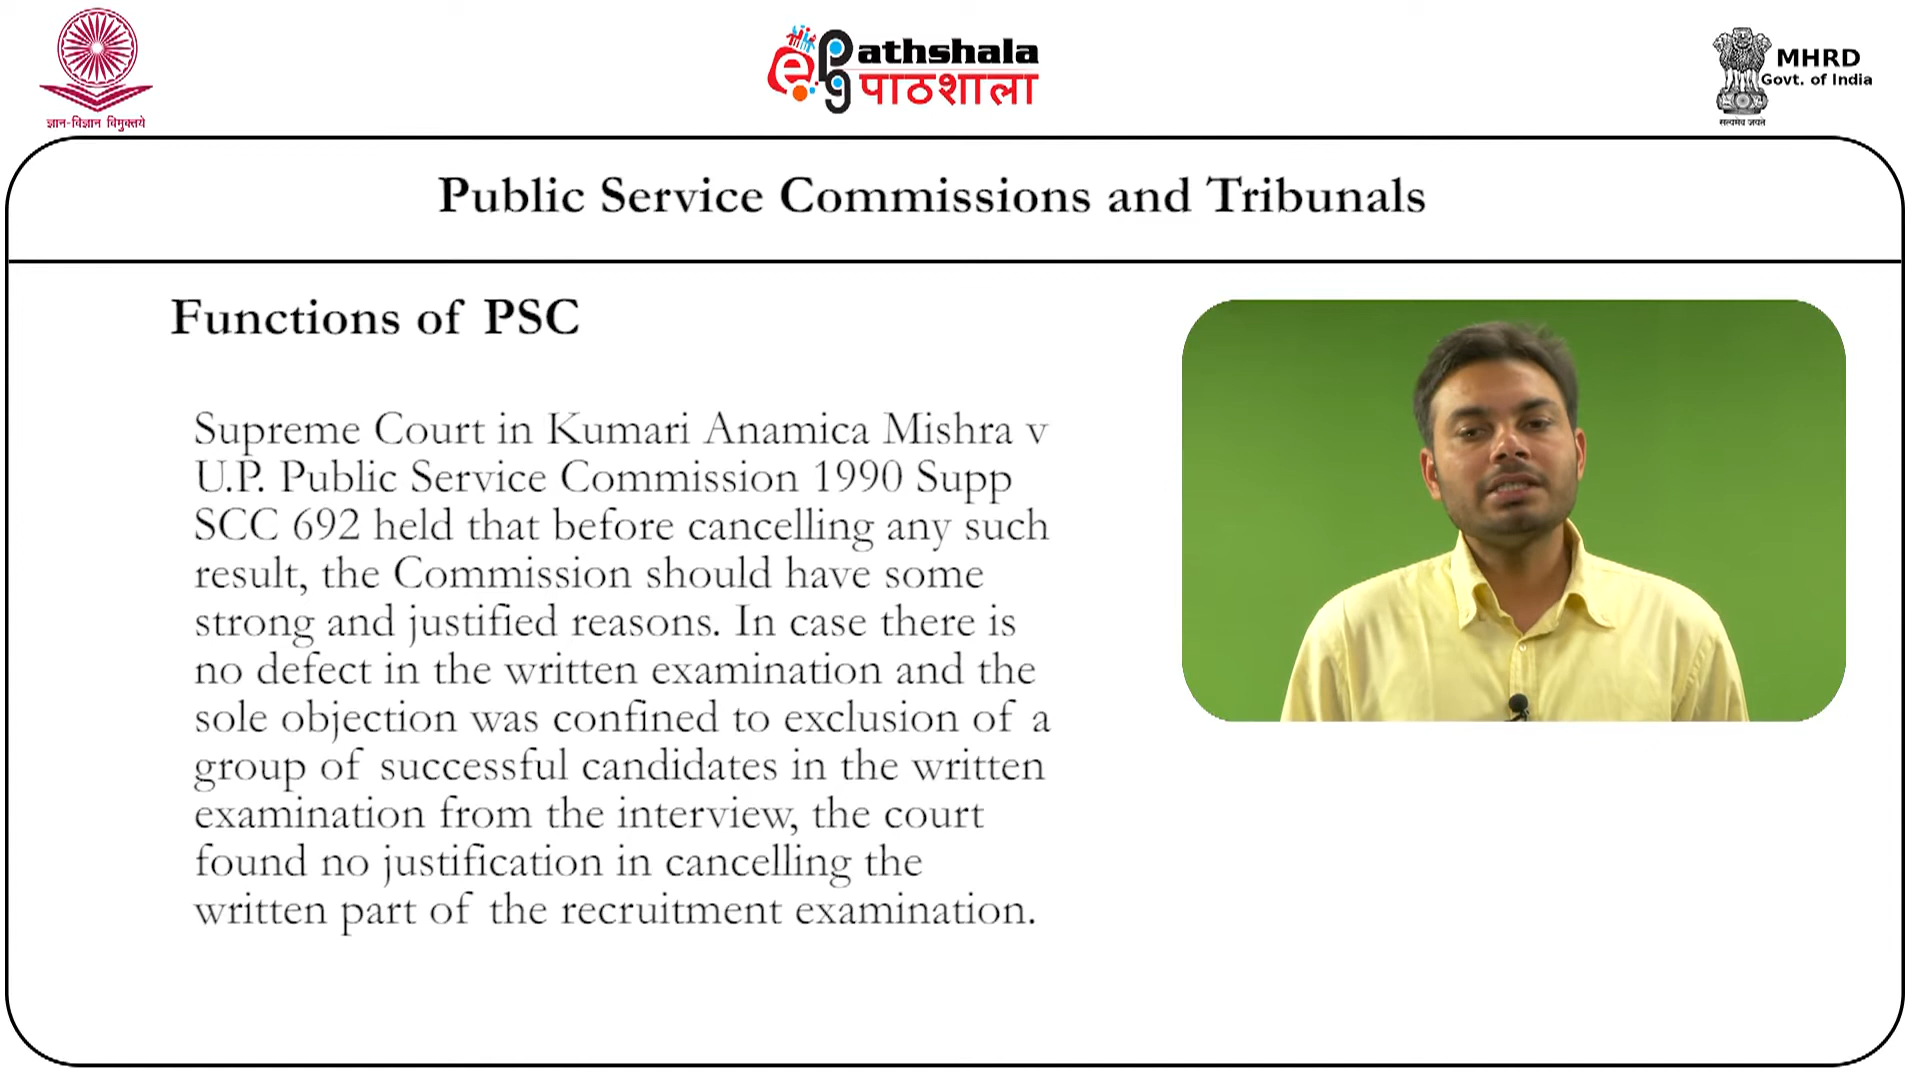 ज्ञान-विज्ञान विमुक्तये
ePG Pathshala
पाठशाला
MHRD
Govt. of India
सत्यमेव जयते
Public Service Commissions and Tribunals
Functions of PSC
Supreme Court in Kumari Anamica Mishra v
U.P. Public Service Commission 1990 Supp
SCC 692 held that before cancelling any such
result, the Commission should have some
strong and justified reasons. In case there is
no defect in the written examination and the
sole objection was confined to exclusion of a
group of successful candidates in the written
examination from the interview, the court
found no justification in cancelling the
written part of the recruitment examination.